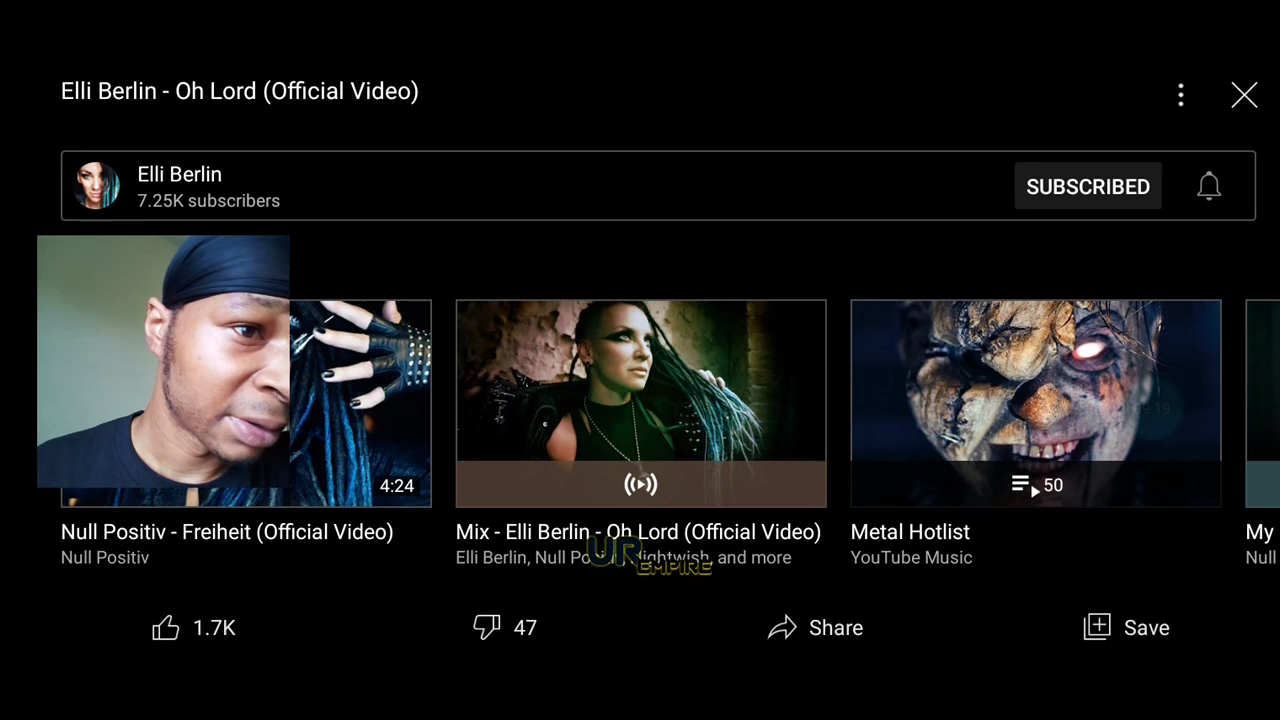 Elli Berlin - Oh Lord (Official Video)
Elli Berlin
7.25K subscribers
SUBSCRIBED
4:24
50
Null Positiv - Freiheit (Official Video)
Mix - Elli Berlin - Oh Lord (Official Video)
Metal Hotlist
My
Null Positiv
Elli Berlin, Null Nightwish, and more
YouTube Music
Null
UR
EMPIRE
1.7K
47
Share
Save